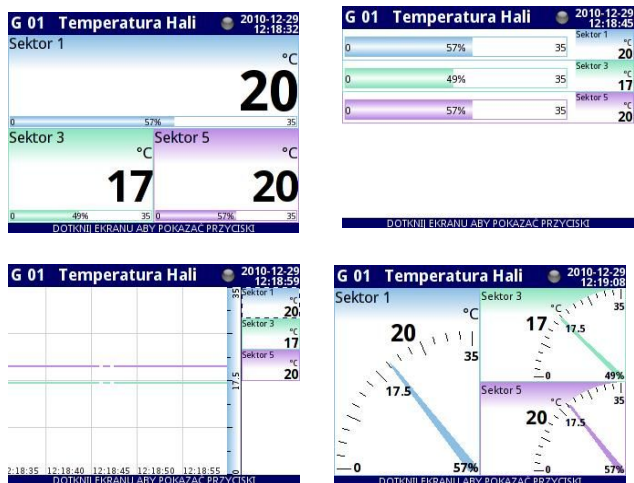 G 01 Temperatura Hali 2010-12-29 12:18:32
Sektor 1
°C
20
0 57% 35
Sektor 3 Sektor 5
°C °C
17 20
0 49% 35 0 57% 35
DOTKNIJ EKRANU ABY POKAZAĆ PRZYCISKI
G 01 Temperatura Hali 2010-12-29 12:18:45
Sektor 1
0 57% 35 °C
20
Sektor 3
0 49% 35 °C
17
Sektor 5
0 57% 35 °C
20
DOTKNIJ EKRANU ABY POKAZAĆ PRZYCISKI
G 01 Temperatura Hali 2010-12-29 12:18:59
35 Sektor 1
°C
20
Sektor 3
°C
17
Sektor 5
17.5 °C
20
0
2:18:35 12:18:40 12:18:45 12:18:50 12:18:55
DOTKNIJ EKRANU ABY POKAZAĆ PRZYCISKI
G 01 Temperatura Hali 2010-12-29 12:19:08
Sektor 1
°C
20
35
17.5
0 57%
Sektor 3
°C 35
17 17.5
0 49%
Sektor 5
°C 35
20 17.5
0 57%
DOTKNIJ EKRANU ABY POKAZAĆ PRZYCISKI